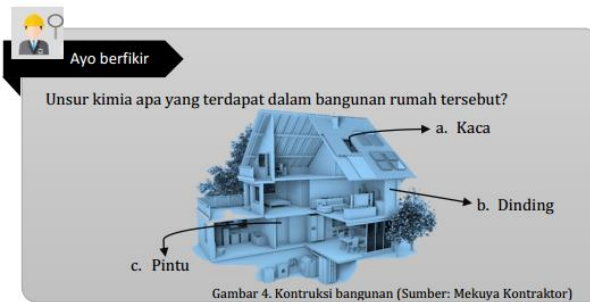 Ayo berfikir
Unsur kimia apa yang terdapat dalam bangunan rumah tersebut?
a. Kaca
b. Dinding
c. Pintu
Gambar 4. Kontruksi bangunan (Sumber: Mekuya Kontraktor)